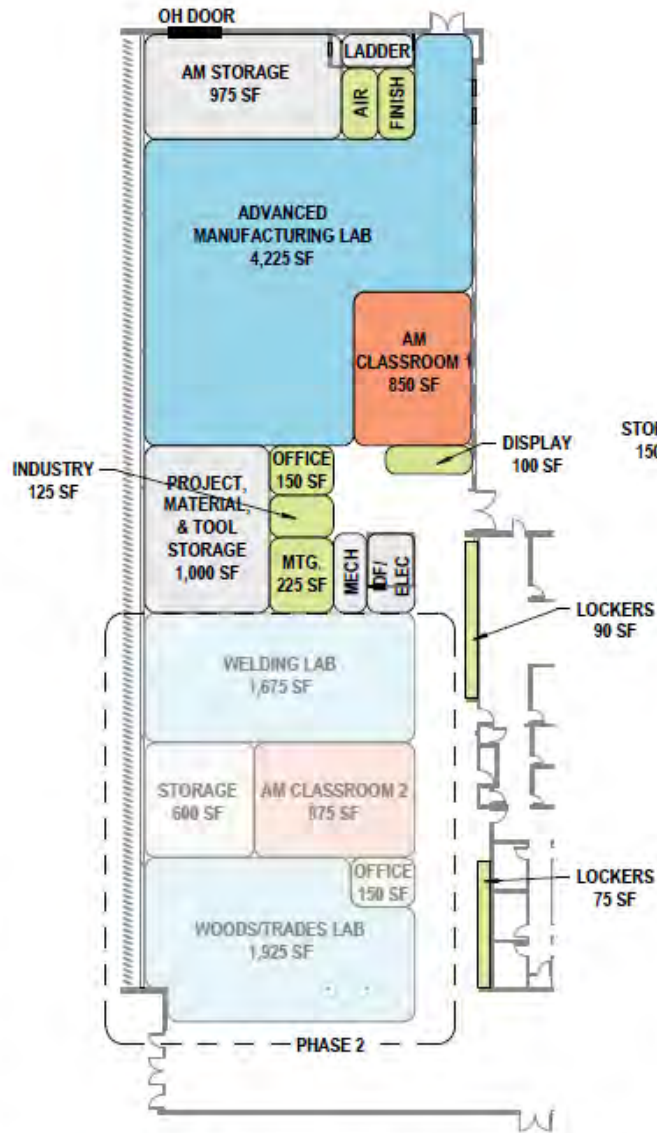 OH DOOR
LADDER
AM STORAGE
975 SF
AIR
FINISH
ADVANCED
MANUFACTURING LAB
4,225 SF
AM
CLASSROOM 1
850 SF
INDUSTRY
125 SF
PROJECT,
MATERIAL,
& TOOL
STORAGE
1,000 SF
OFFICE
150 SF
DISPLAY
100 SF
MTG.
225 SF
MECH
IDF/
ELEC
LOCKERS
90 SF
WELDING LAB
1,675 SF
STORAGE
600 SF
AM CLASSROOM 2
875 SF
OFFICE
150 SF
LOCKERS
75 SF
WOODS/TRADES LAB
1,925 SF
PHASE 2